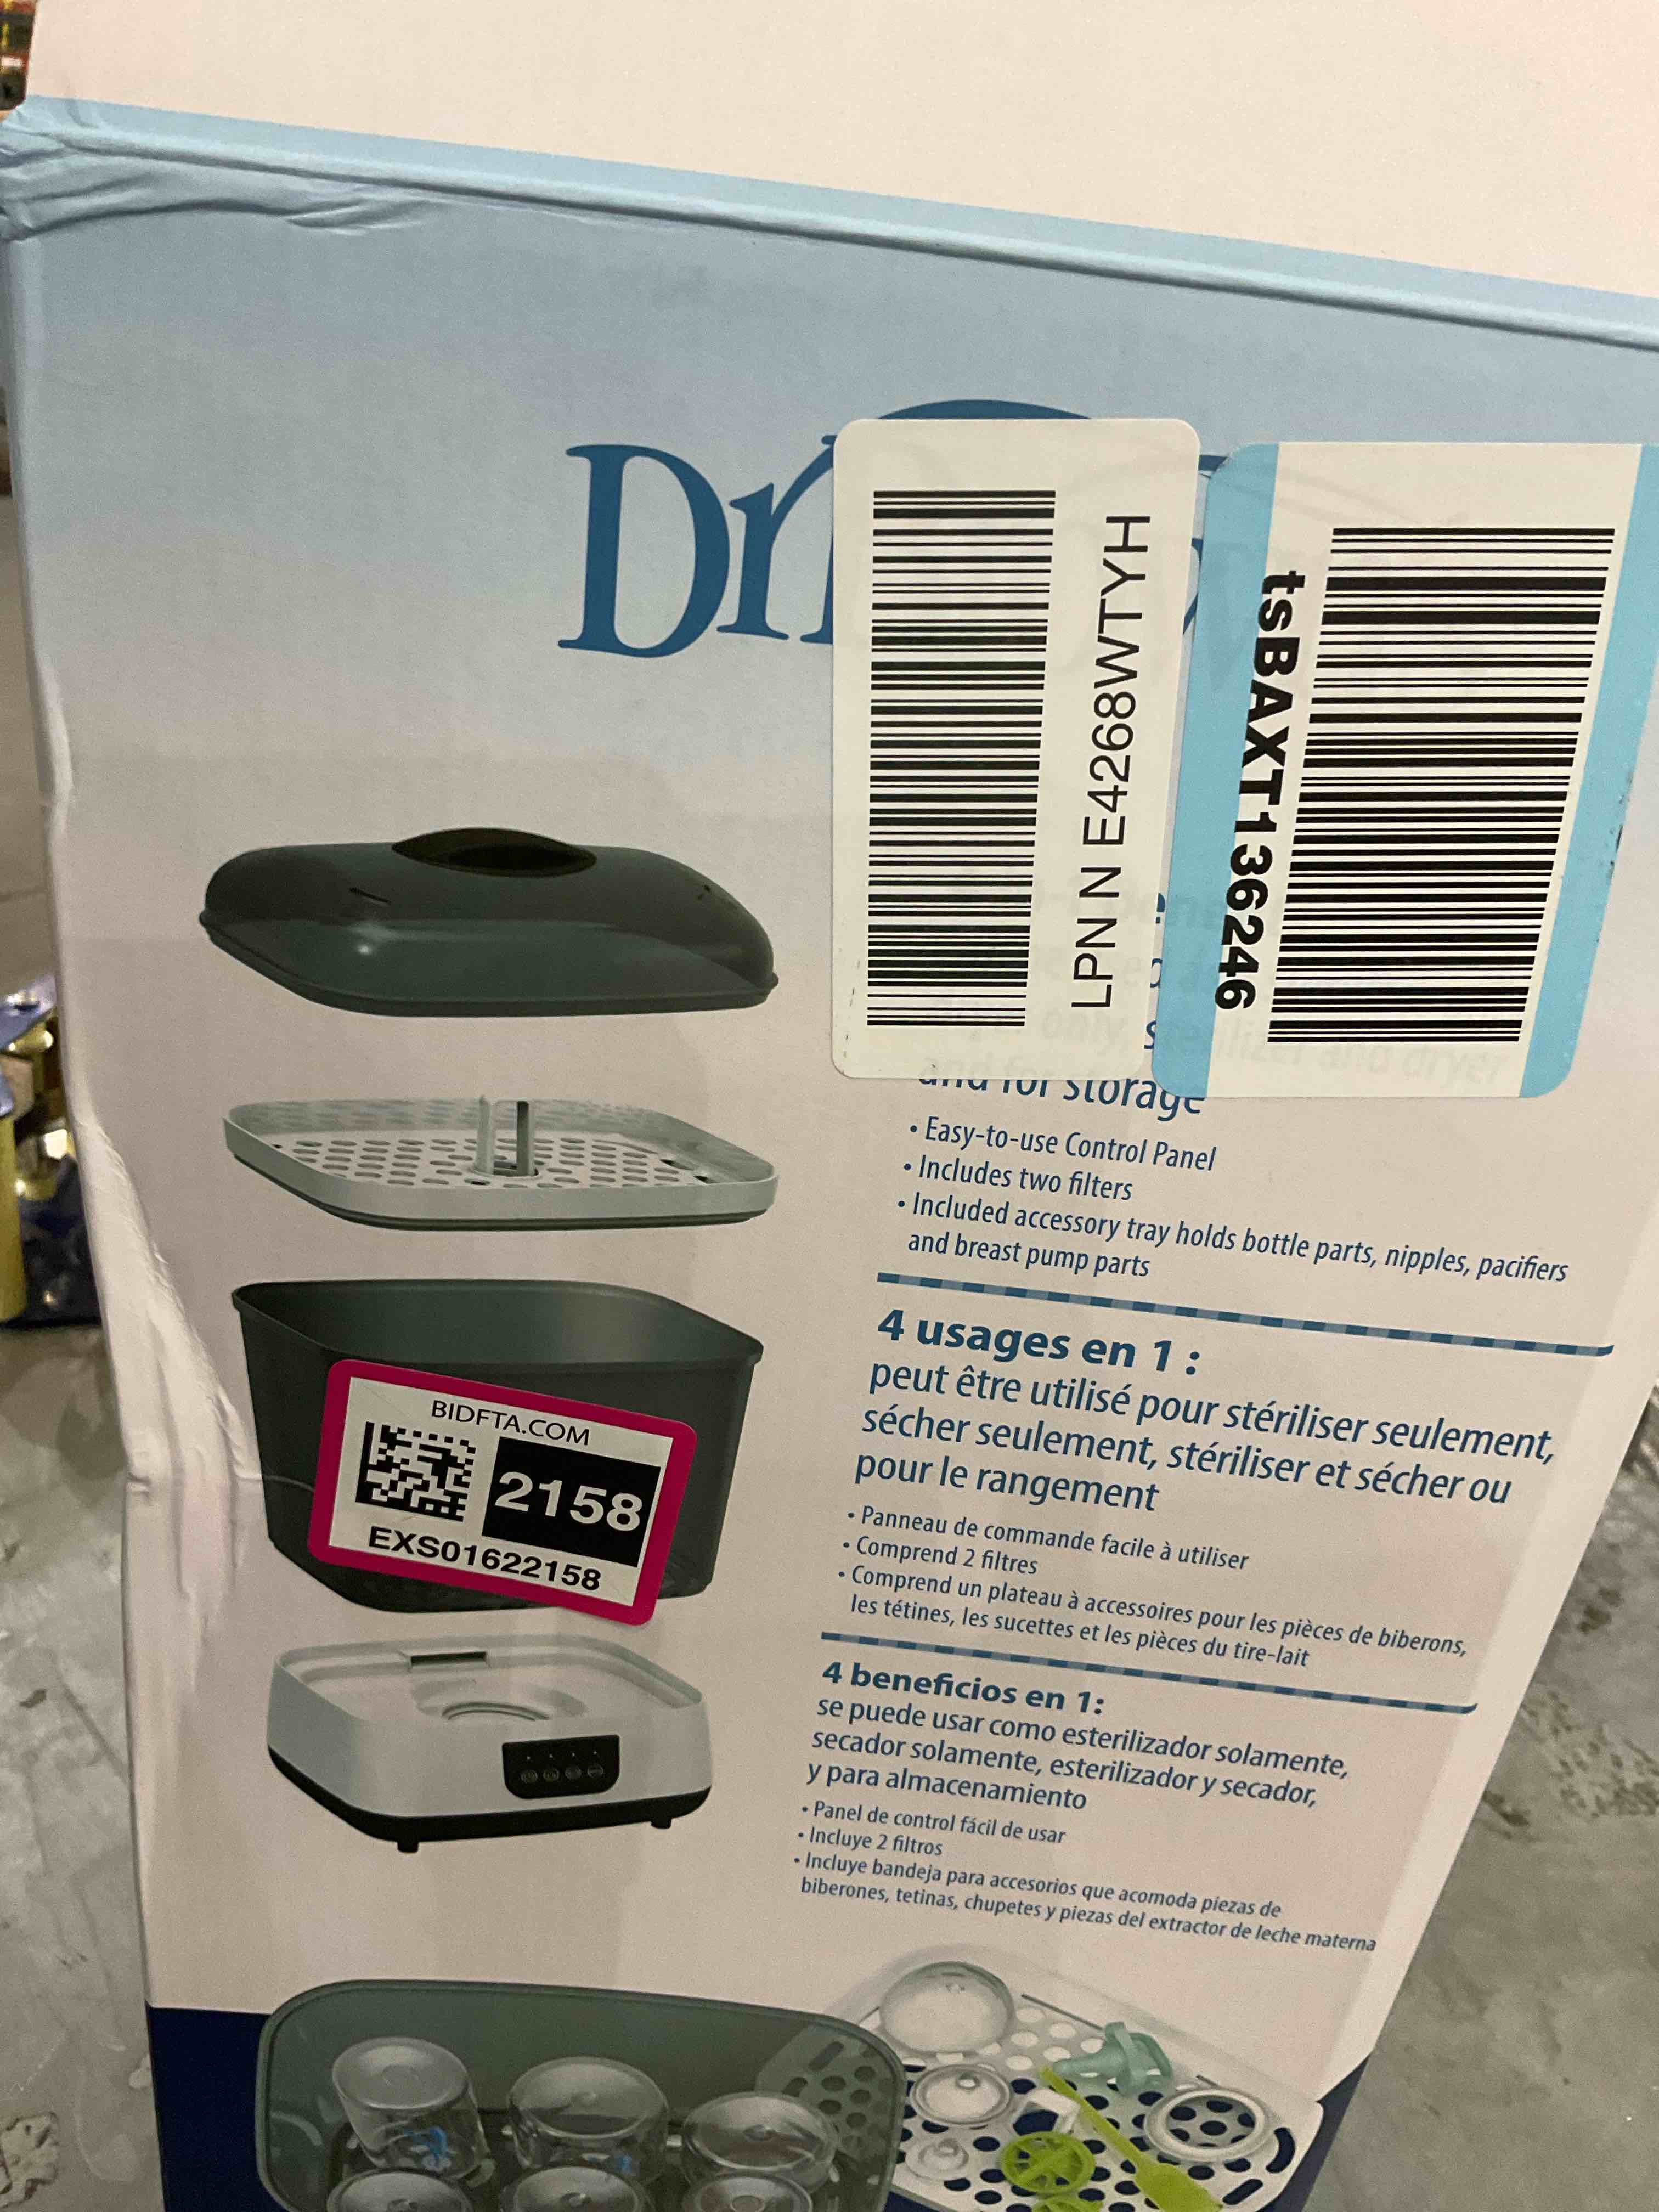 Dr
LPN N E4268WWTYH
tsBAXT136246
and for storage
• Easy-to-use Control Panel
• Includes two filters
• Included accessory tray holds bottle parts, nipples, pacifiers
and breast pump parts
4 usages en 1 :
peut être utilisé pour stériliser seulement,
sécher seulement, stériliser et sécher ou
pour le rangement
• Panneau de commande facile à utiliser
• Comprend 2 filtres
• Comprend un plateau à accessoires pour les pièces de biberons,
les tétines, les sucettes et les pièces du tire-lait
4 beneficios en 1:
se puede usar como esterilizador solamente,
secador solamente, esterilizador y secador,
y para almacenamiento
• Panel de control fácil de usar
• Incluye 2 filtros
• Incluye bandeja para accesorios que acomoda piezas de
biberones, tetinas, chupetes y piezas del extractor de leche materna
BIDFTA.COM
2158
EXS01622158